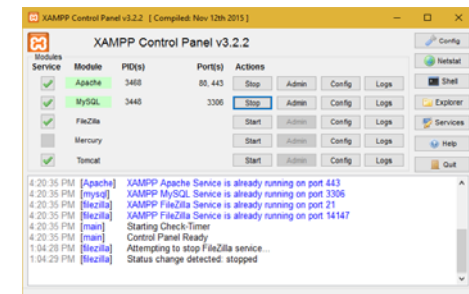 XAMPP Control Panel v3.2.2 [ Compiled: Nov 12th 2015 ]
XAMPP Control Panel v3.2.2
Config
Modules
Service Module PID(s) Port(s) Actions
Netstat
Apache 3468 80, 443 Stop Admin Config Logs
Shell
MySQL 3448 3306 Stop Admin Config Logs
Explorer
FileZilla Start Admin Config Logs
Services
Mercury Start Admin Config Logs
Help
Tomcat Start Admin Config Logs
Quit
4:20:35 PM [Apache] XAMPP Apache Service is already running on port 443
4:20:35 PM [mysql] XAMPP MySQL Service is already running on port 3306
4:20:35 PM [filezilla] XAMPP FileZilla Service is already running on port 21
4:20:35 PM [filezilla] XAMPP FileZilla Service is already running on port 14147
4:20:35 PM [main] Starting Check-Timer
4:20:35 PM [main] Control Panel Ready
1:04:28 PM [filezilla] Attempting to stop FileZilla service...
1:04:29 PM [filezilla] Status change detected: stopped